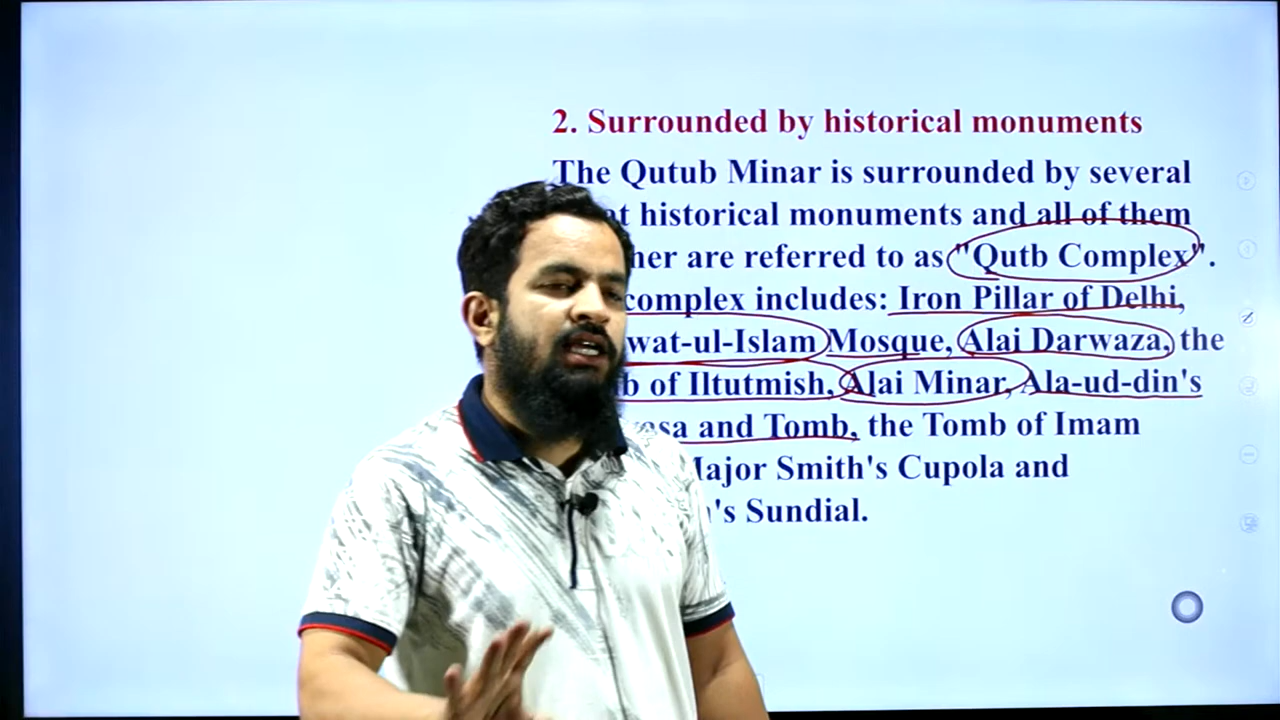 2. Surrounded by historical monuments
The Qutub Minar is surrounded by several
historical monuments and all of them
are referred to as "Qutb Complex".
complex includes: Iron Pillar of Delhi,
wat-ul-Islam Mosque, Alai Darwaza, the
of Iltutmish, Alai Minar, Ala-ud-din's
and Tomb, the Tomb of Imam
Major Smith's Cupola and
's Sundial.